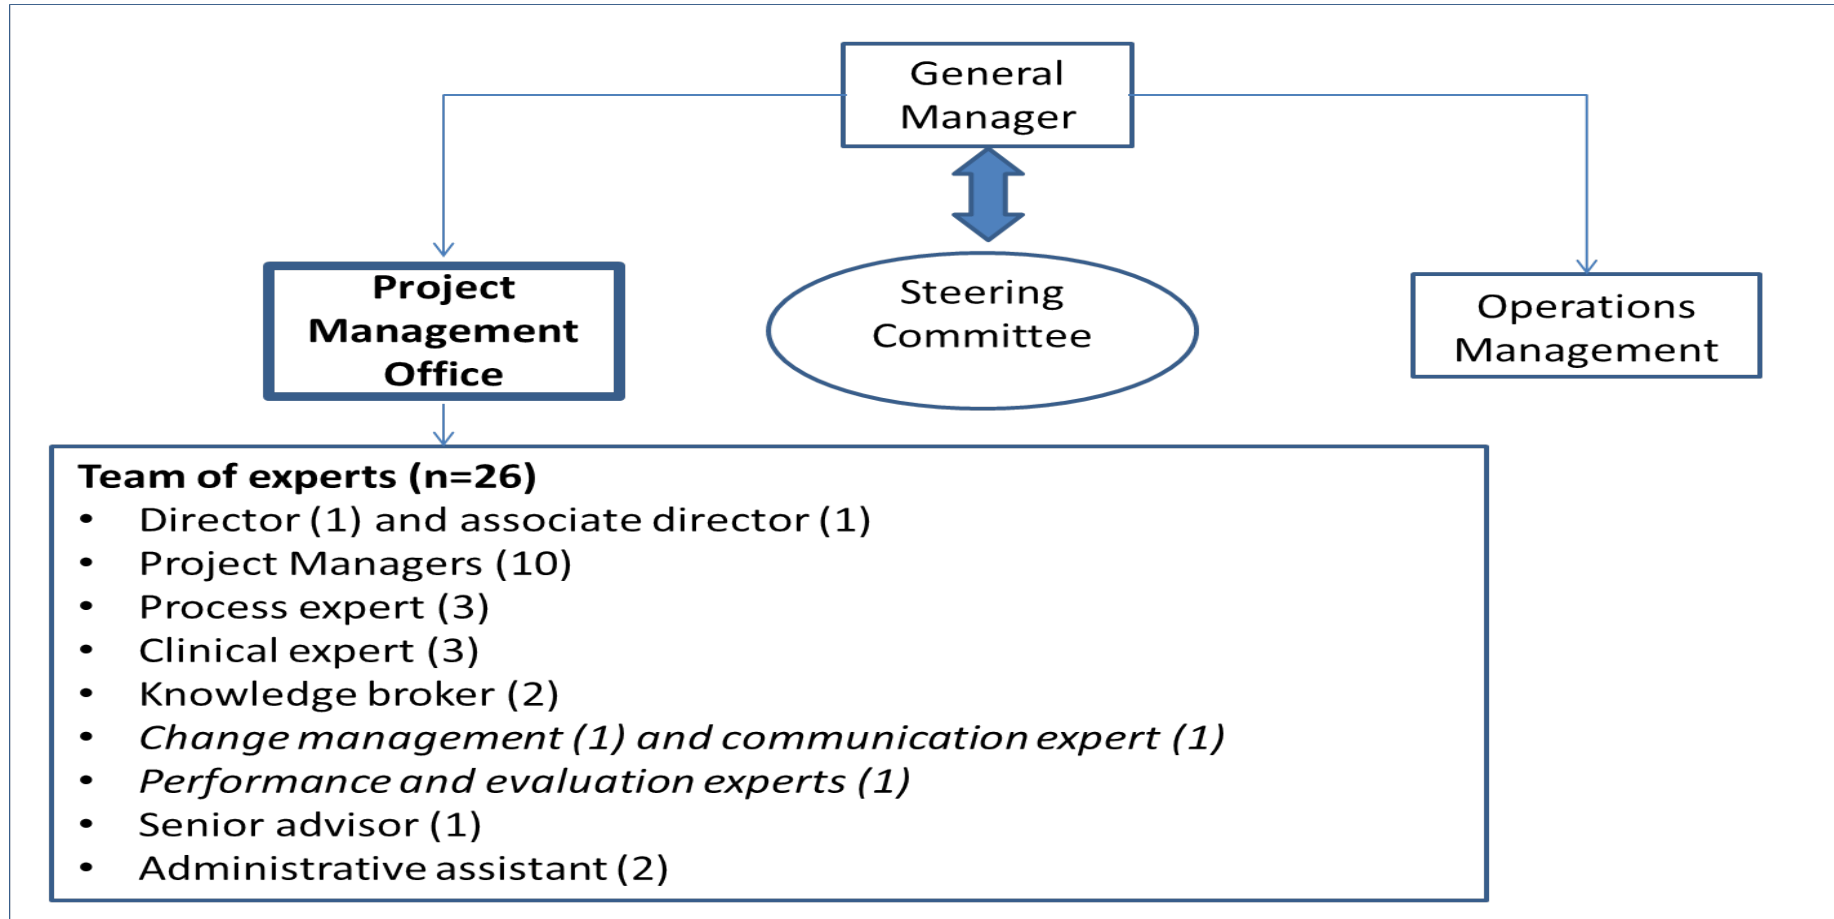 General
Manager
Project
Management
Office
Steering
Committee
Operations
Management
Team of experts (n=26)
• Director (1) and associate director (1)
• Project Managers (10)
• Process expert (3)
• Clinical expert (3)
• Knowledge broker (2)
• Change management (1) and communication expert (1)
• Performance and evaluation experts (1)
• Senior advisor (1)
• Administrative assistant (2)